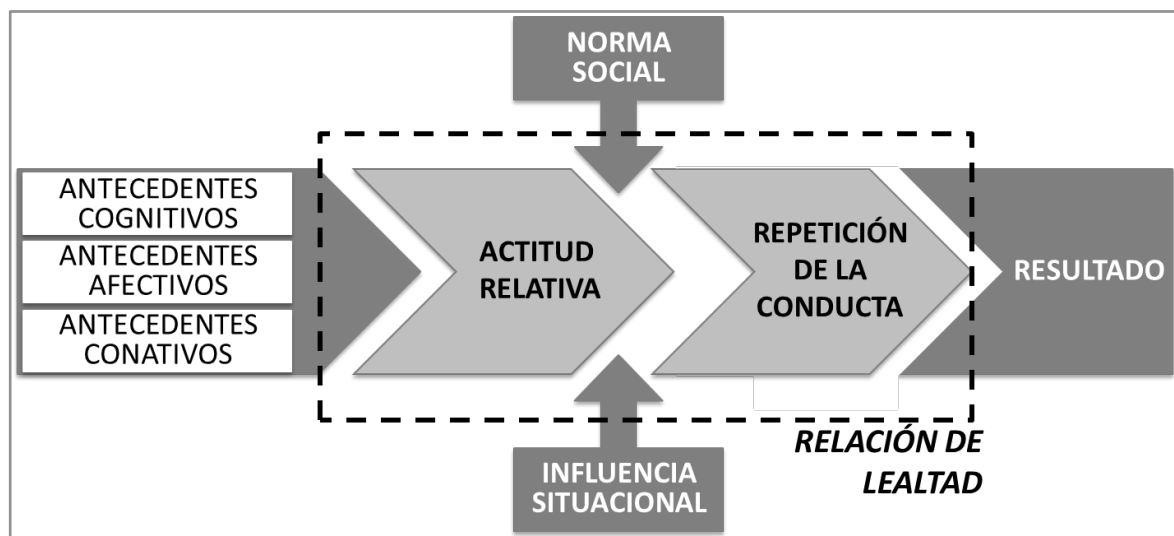 NORMA
SOCIAL
ANTECEDENTES
COGNITIVOS
ANTECEDENTES
AFECTIVOS
ANTECEDENTES
CONATIVOS
ACTITUD
RELATIVA
REPETICIÓN
DE LA
CONDUCTA
RESULTADO
INFLUENCIA
SITUACIONAL
RELACIÓN DE
LEALTAD